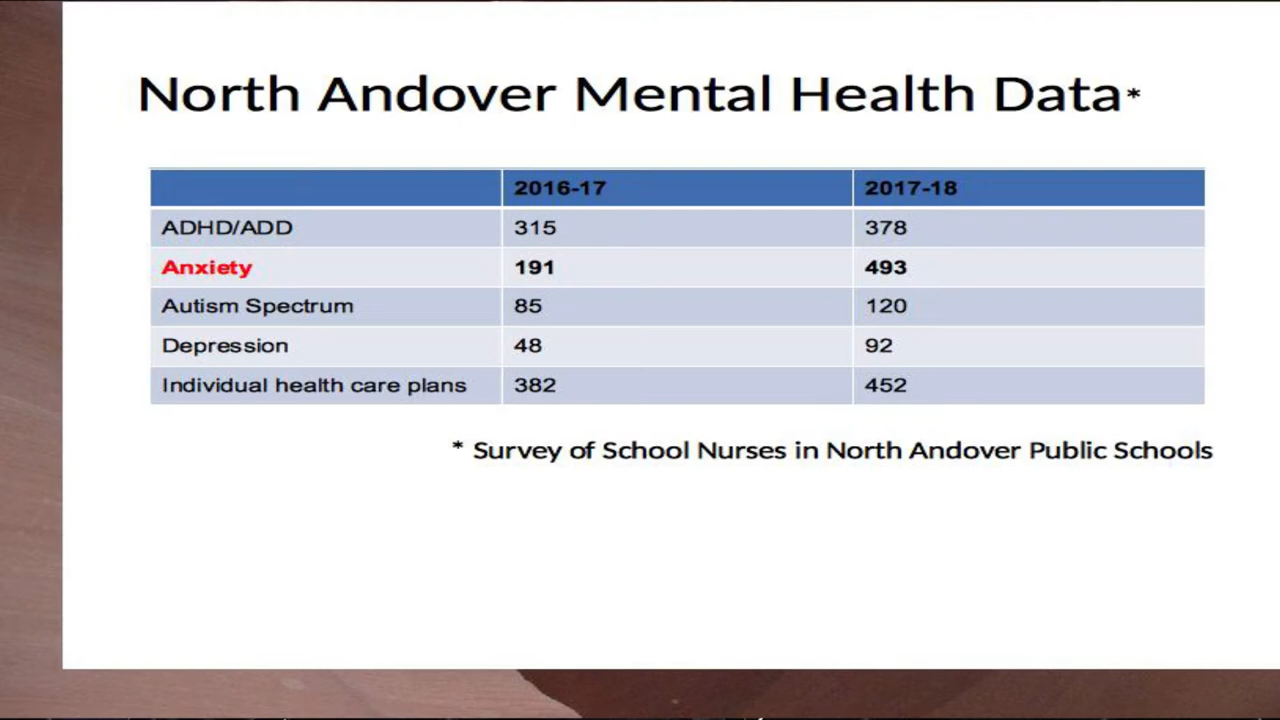 North Andover Mental Health Data*
2016-17 2017-18
ADHD/ADD 315 378
Anxiety 191 493
Autism Spectrum 85 120
Depression 48 92
Individual health care plans 382 452
* Survey of School Nurses in North Andover Public Schools